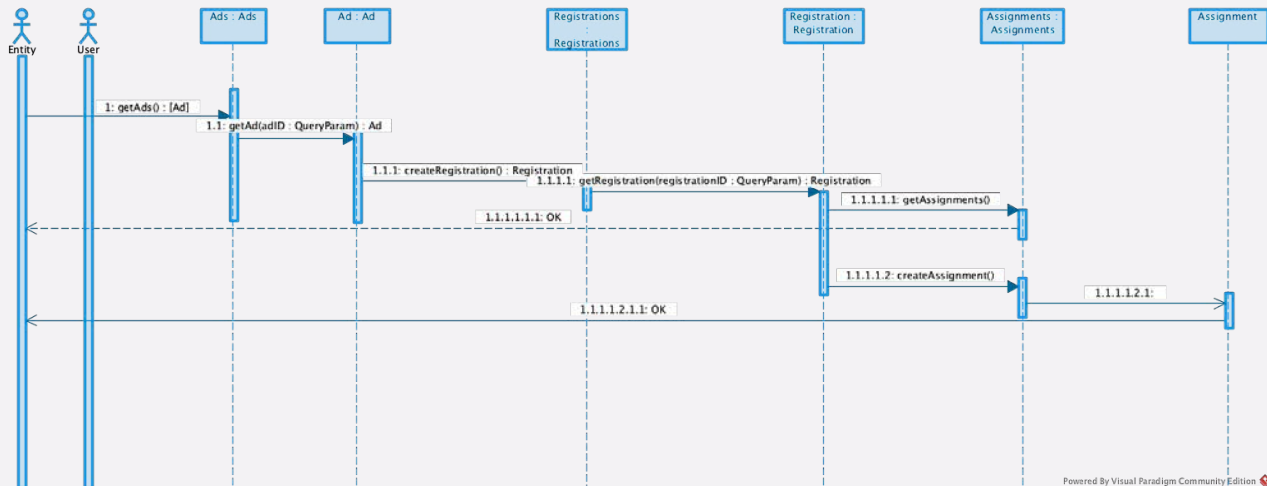 Entity
User
Ads : Ads
Ad : Ad
Registrations
:
Registrations
Registration :
Registration
Assignments :
Assignments
Assignment
1: getAds() : [Ad]
1.1: getAd(adID : QueryParam) : Ad
1.1.1: createRegistration() : Registration
1.1.1.1: getRegistration(registrationID : QueryParam) : Registration
1.1.1.1.1: getAssignments()
1.1.1.1.1.1: OK
1.1.1.1.2: createAssignment()
1.1.1.1.2.1:
1.1.1.1.2.1.1: OK
Powered By Visual Paradigm Community Edition